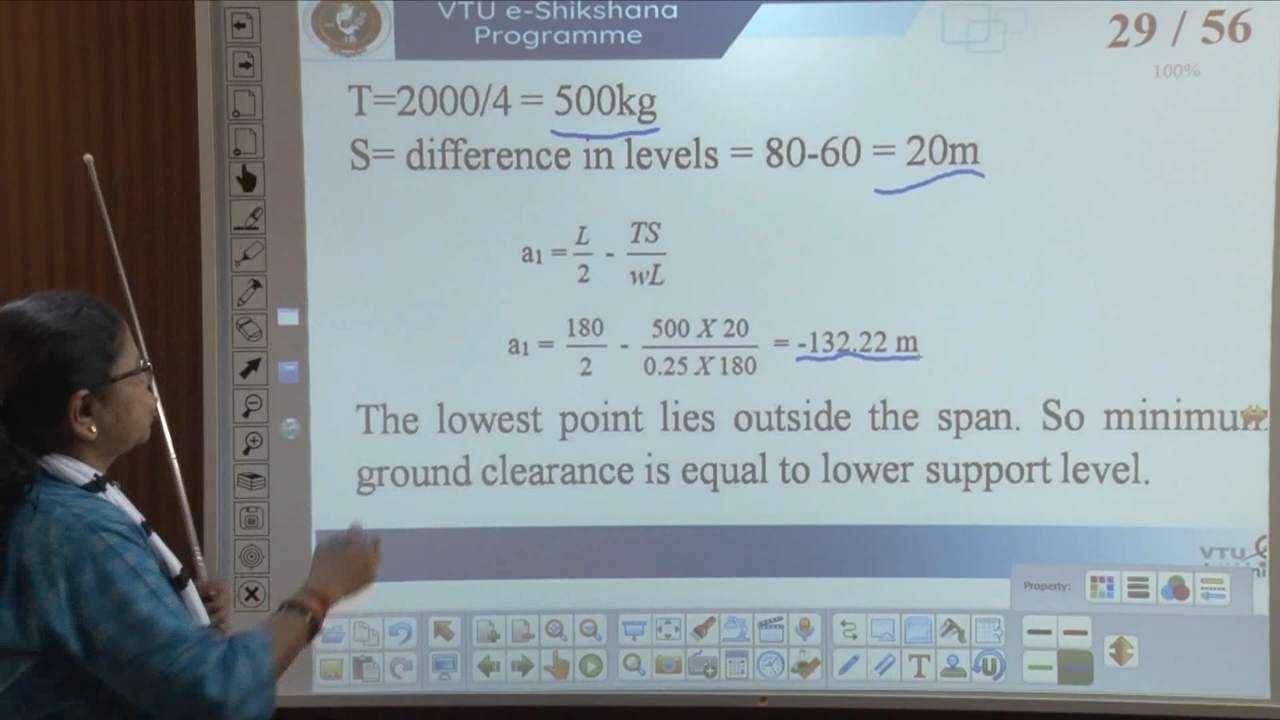 VTU e-Shikshana
Programme
29 / 56
100%
T=2000/4 = 500kg
S= difference in levels = 80-60 = 20m
a₁ = L/2 - TS/wL
a₁ = 180/2 - 500 X 20/0.25 X 180 = -132.22 m
The lowest point lies outside the span. So minimum
ground clearance is equal to lower support level.
VTU
Property: